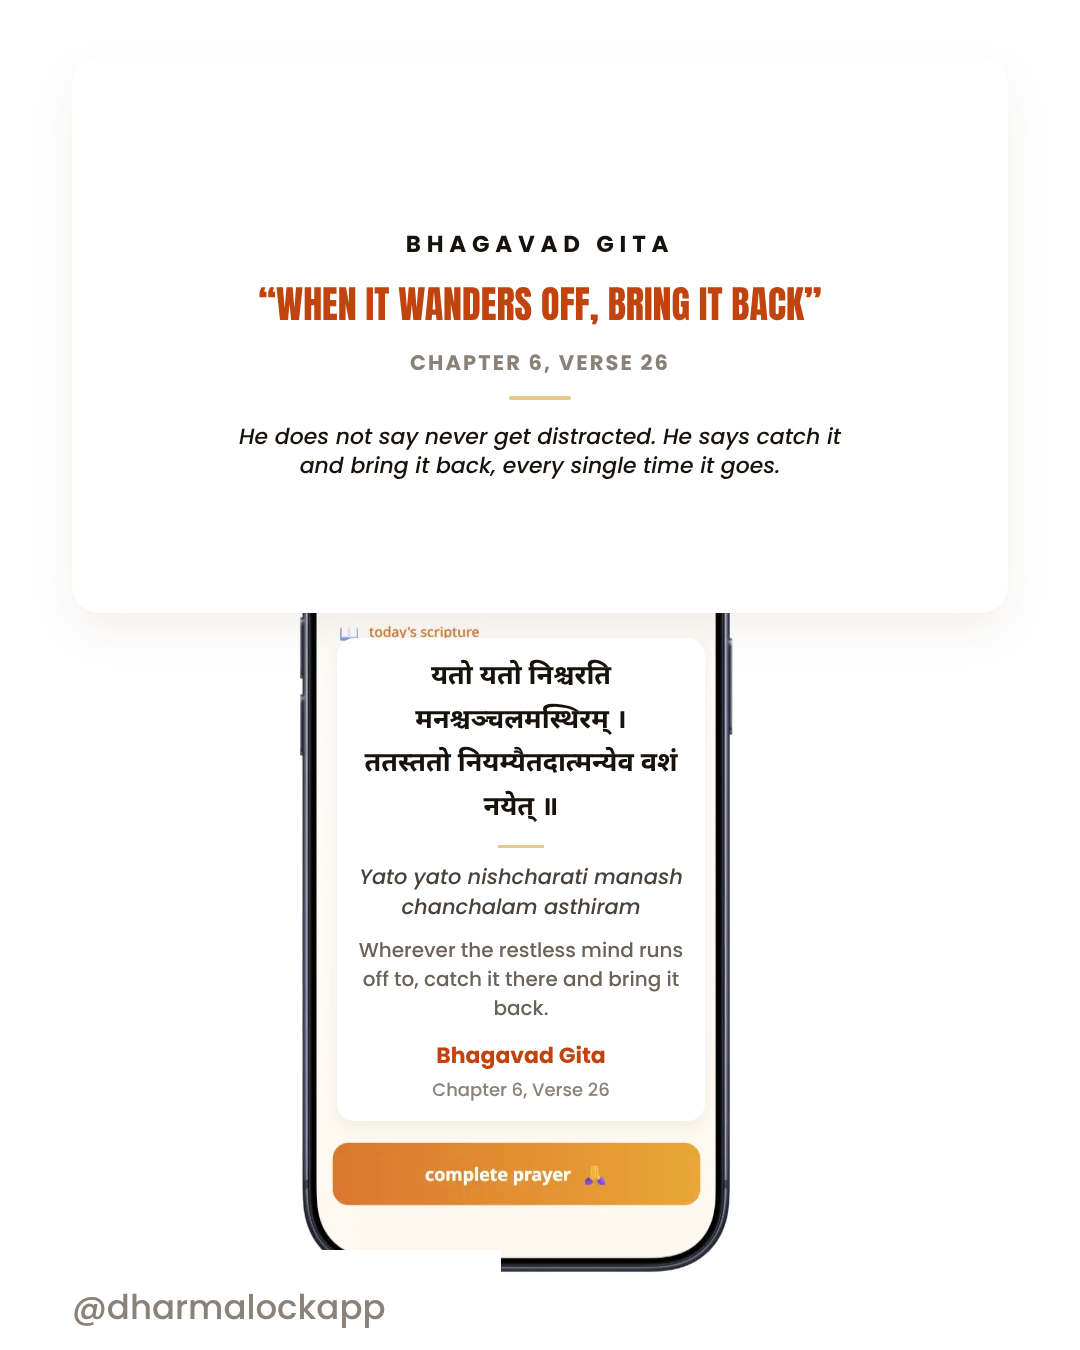 BHAGAVAD GITA
“WHEN IT WANDERS OFF, BRING IT BACK”
CHAPTER 6, VERSE 26
He does not say never get distracted. He says catch it
and bring it back, every single time it goes.
today's scripture
यतो यतो निश्चरति
मनश्चञ्चलमस्थिरम् ।
ततस्ततो नियम्यैतदात्मन्येव वशं
नयेत् ॥
Yato yato nishcharati manash
chanchalam asthiram
Wherever the restless mind runs
off to, catch it there and bring it
back.
Bhagavad Gita
Chapter 6, Verse 26
complete prayer 🙏
@dharmalockapp